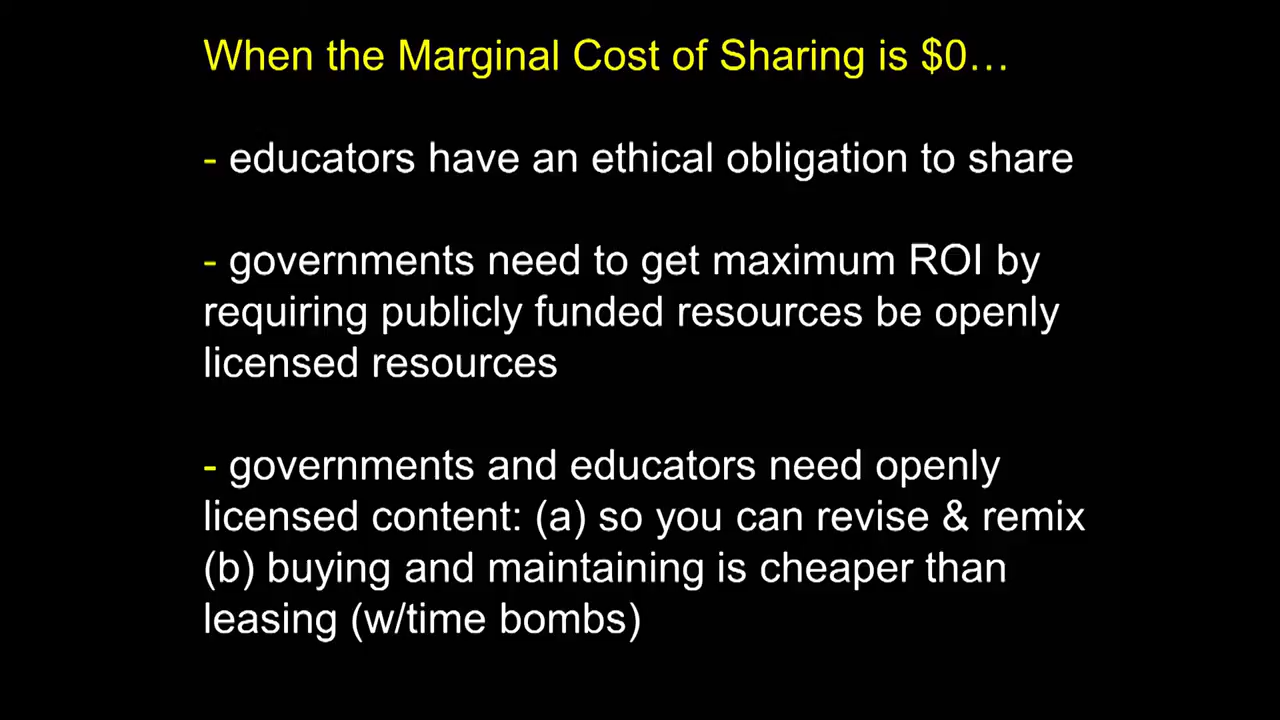 When the Marginal Cost of Sharing is $0…
- educators have an ethical obligation to share
- governments need to get maximum ROI by
requiring publicly funded resources be openly
licensed resources
- governments and educators need openly
licensed content: (a) so you can revise & remix
(b) buying and maintaining is cheaper than
leasing (w/time bombs)